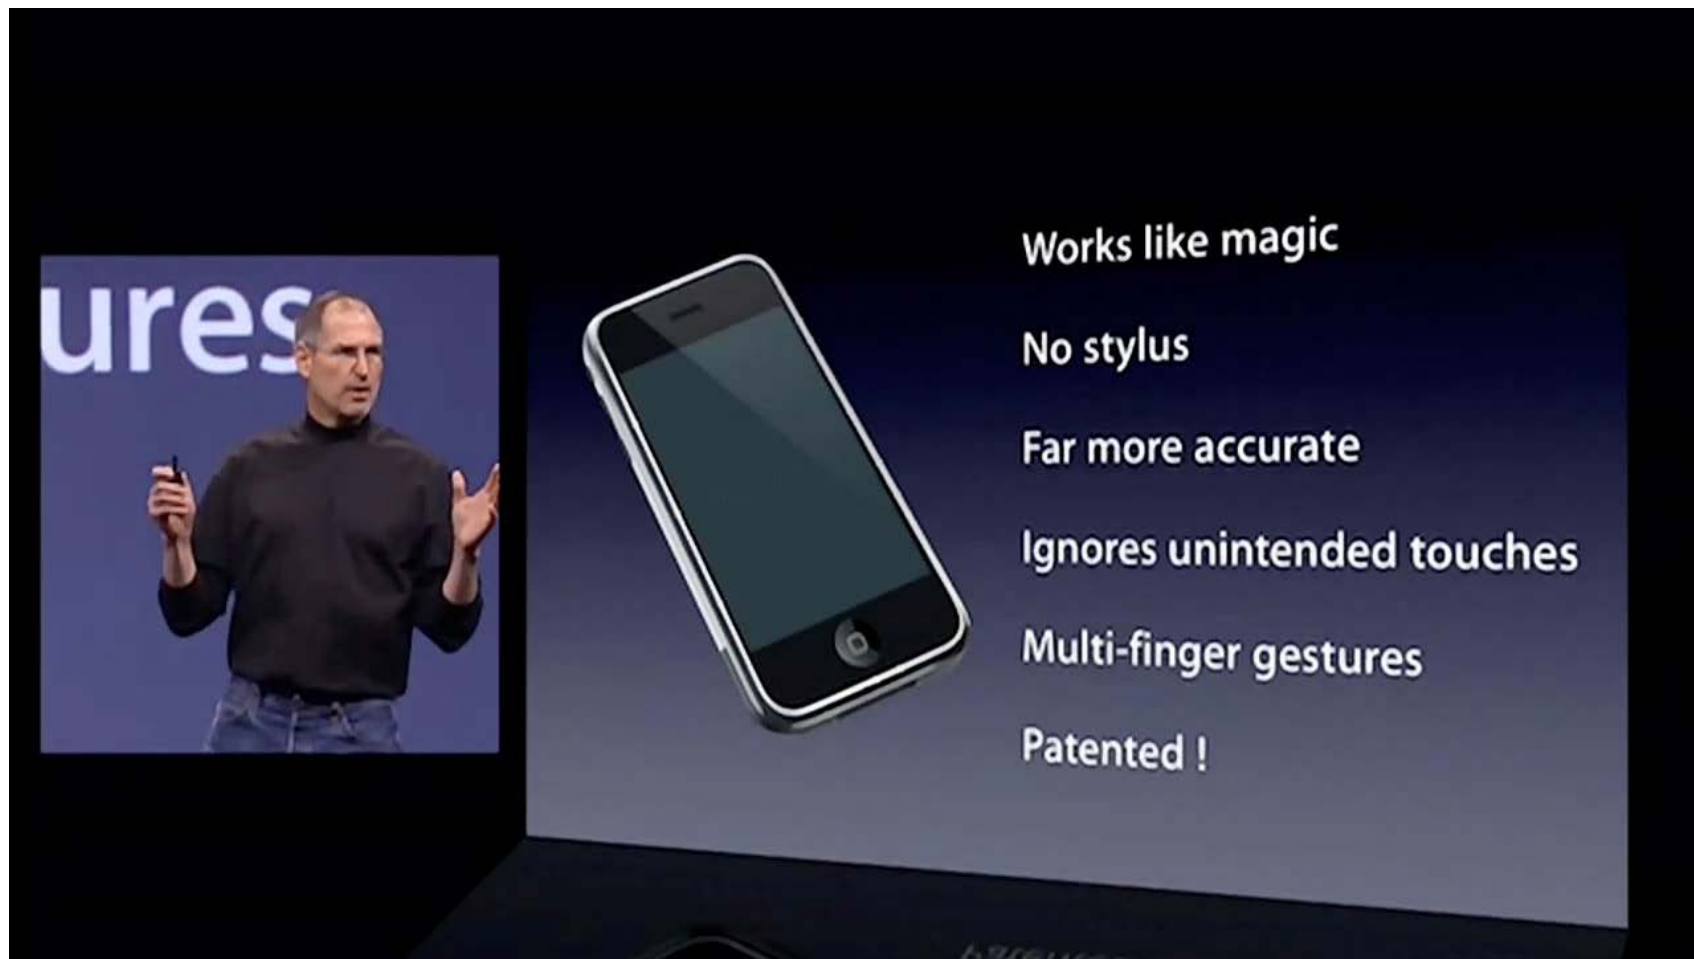 ures
Works like magic
No stylus
Far more accurate
Ignores unintended touches
Multi-finger gestures
Patented !